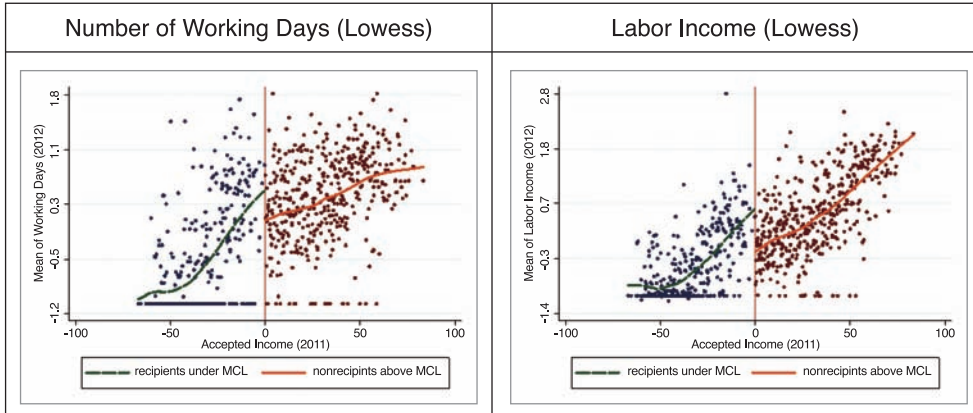 Number of Working Days (Lowess)
Labor Income (Lowess)
Mean of Working Days (2012)
1.8
1.1
0.3
-0.5
-1.2
-100
-50
0
50
100
Accepted Income (2011)
recipients under MCL
nonrecipints above MCL
Mean of Labor Income (2012)
2.8
1.8
0.7
-0.3
-1.4
-100
-50
0
50
100
Accepted Income (2011)
recipients under MCL
nonrecipints above MCL